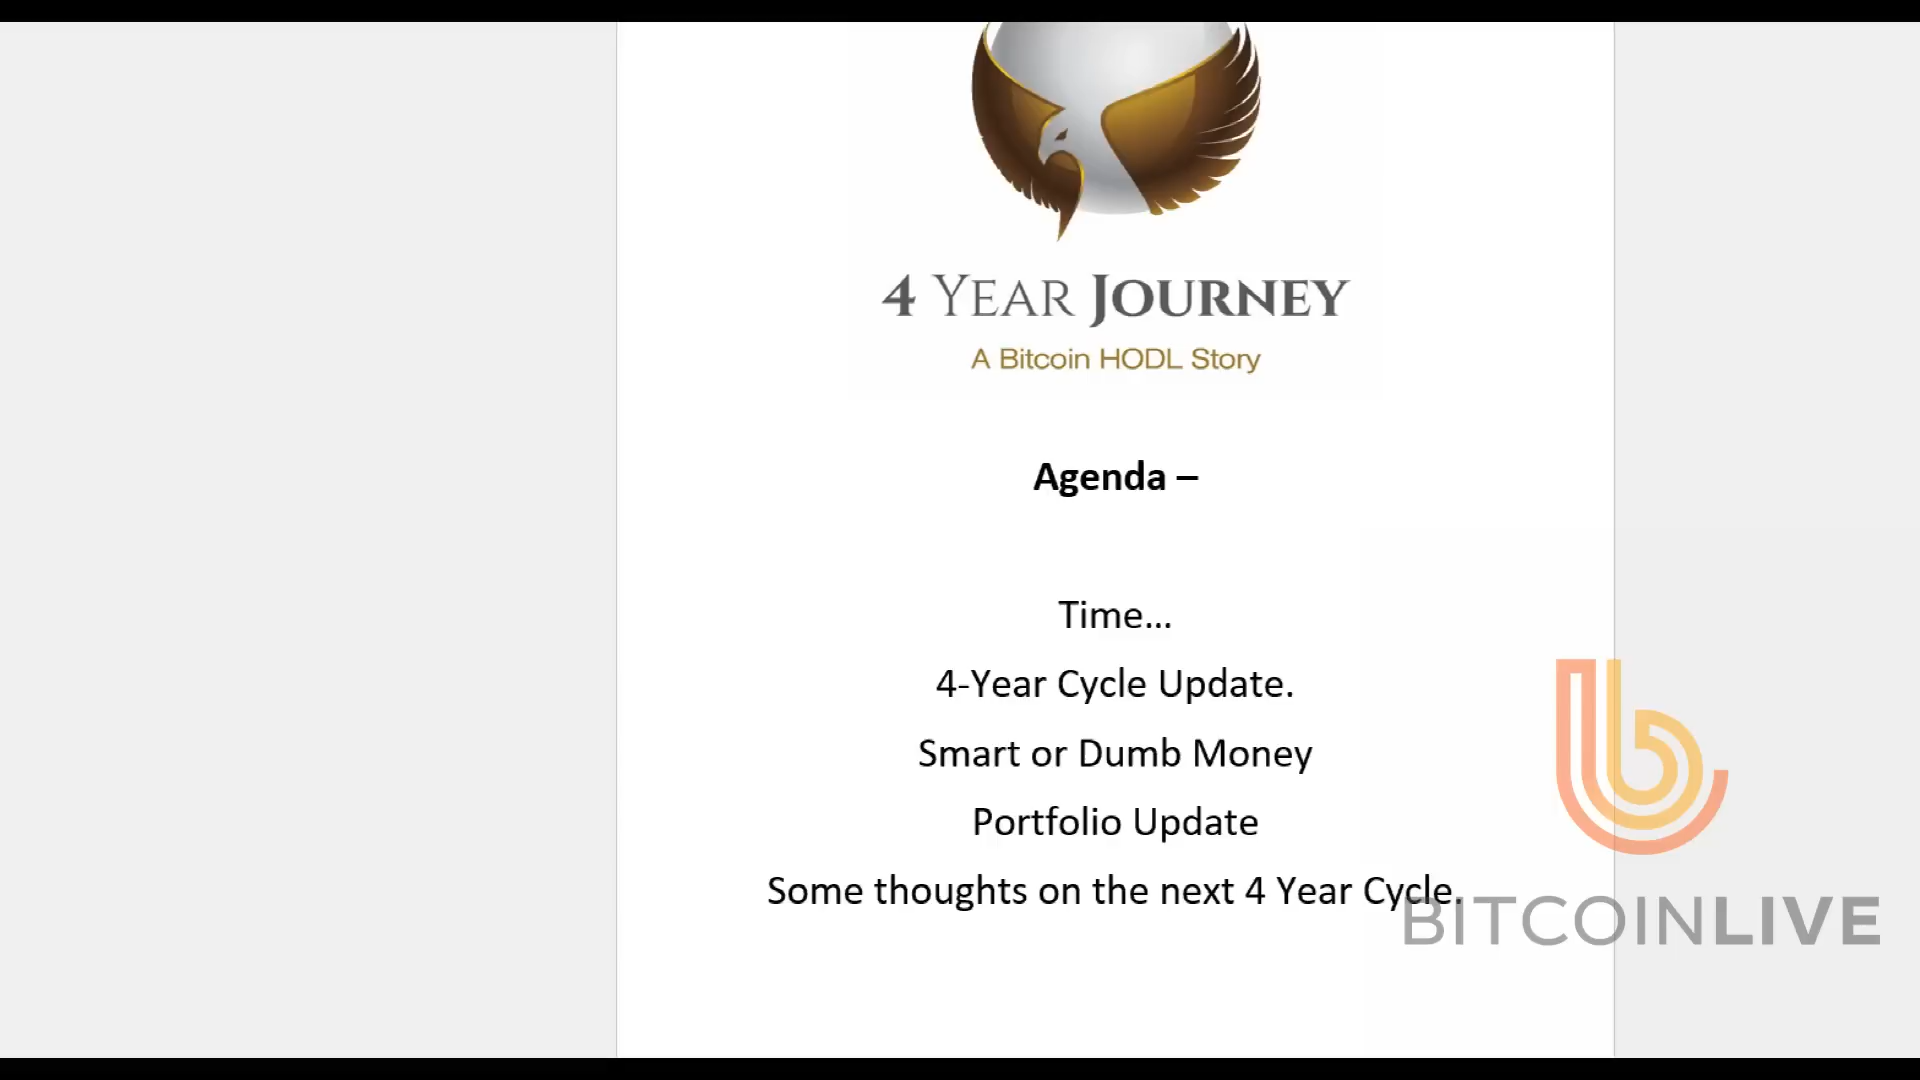 4 YEAR JOURNEY
A Bitcoin HODL Story
Agenda –
Time...
4-Year Cycle Update.
Smart or Dumb Money
Portfolio Update
Some thoughts on the next 4 Year Cycle.
BITCOINLIVE